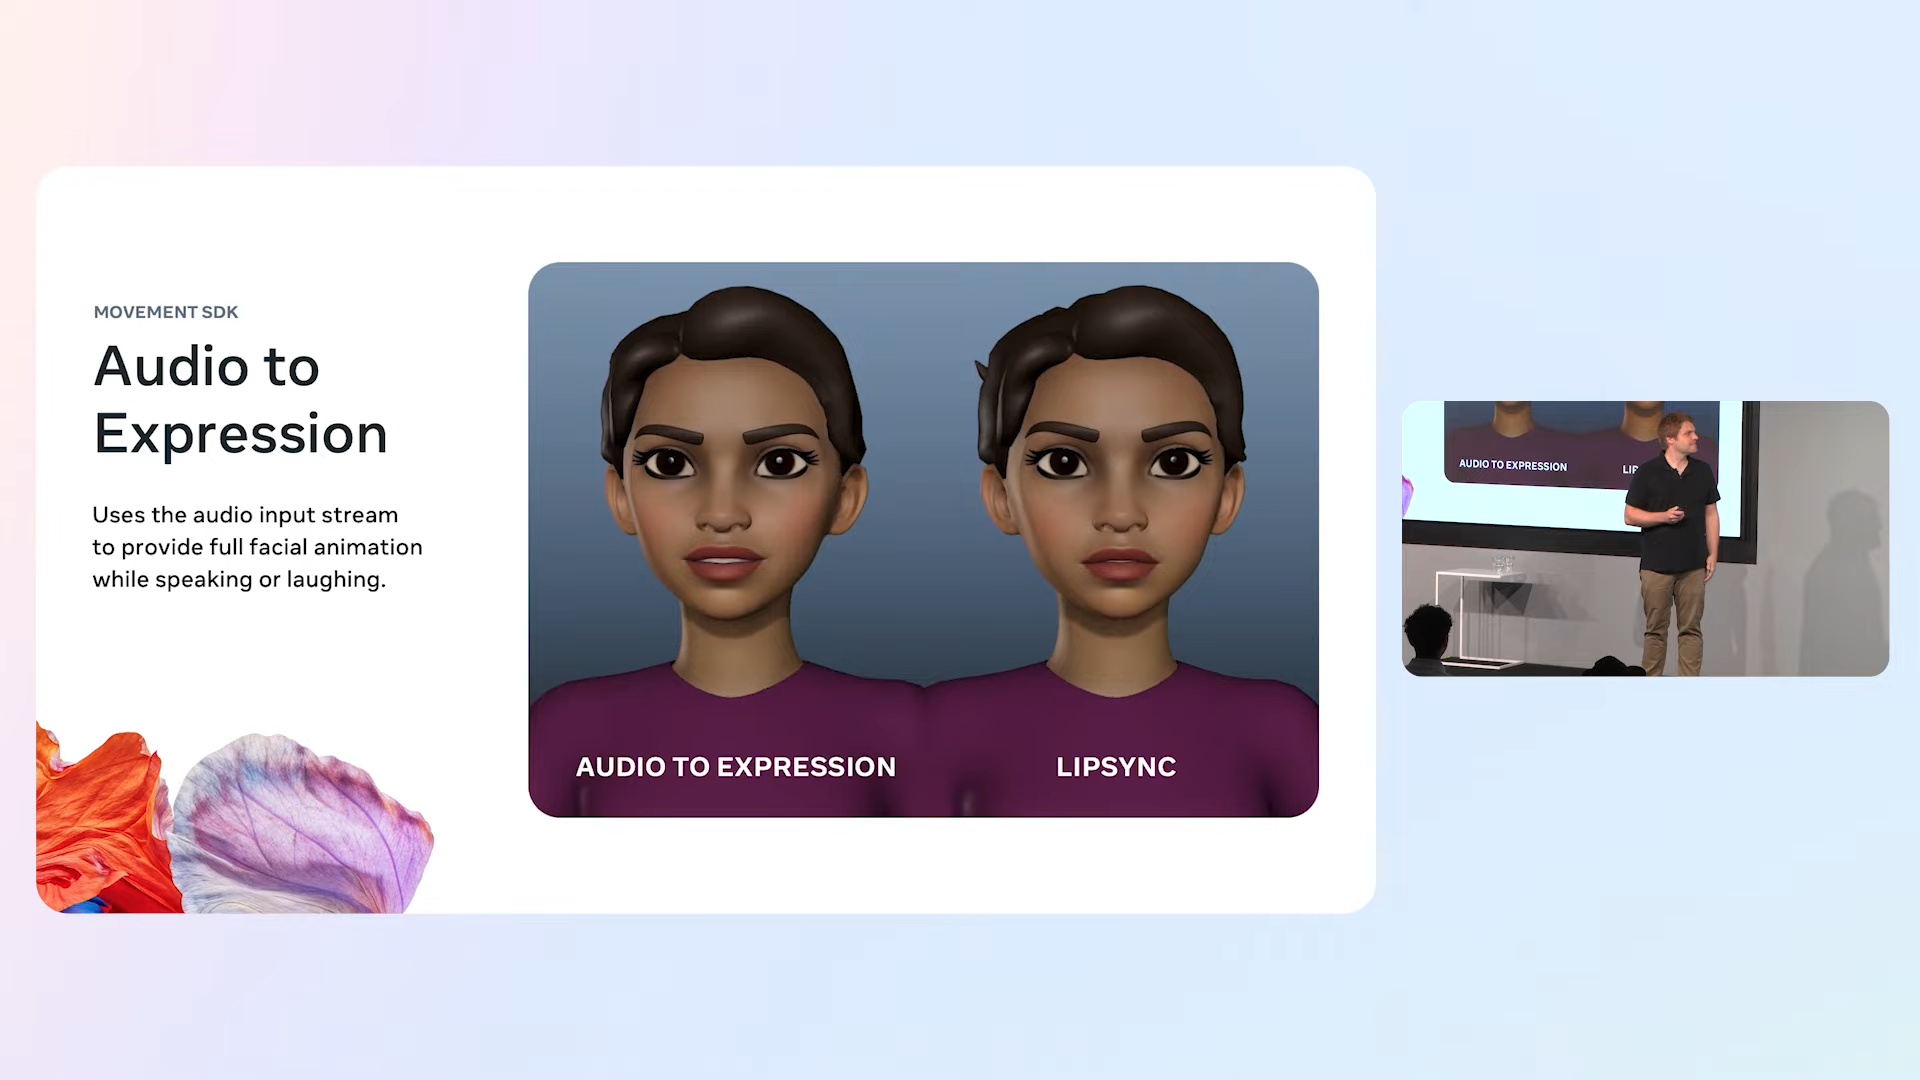 MOVEMENT SDK
Audio to
Expression
Uses the audio input stream
to provide full facial animation
while speaking or laughing.
AUDIO TO EXPRESSION
LIPSYNC
AUDIO TO EXPRESSION
LIP